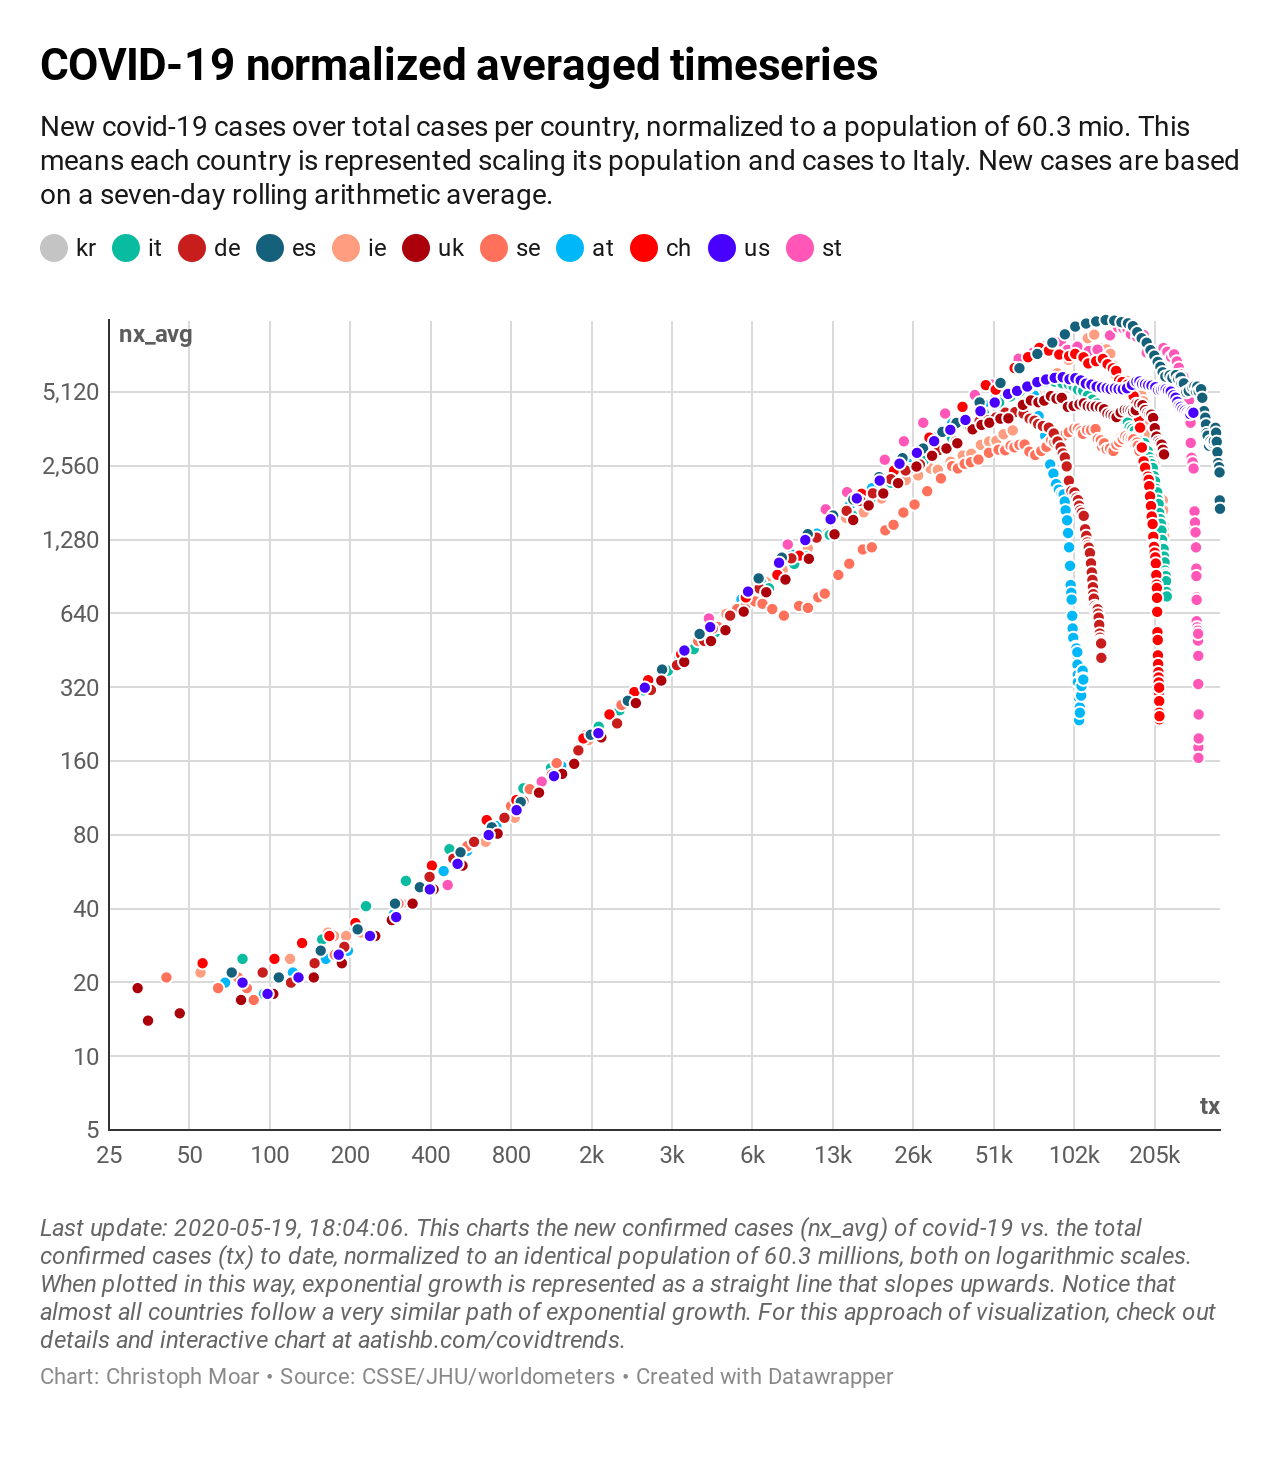 COVID-19 normalized averaged timeseries
New covid-19 cases over total cases per country, normalized to a population of 60.3 mio. This
means each country is represented scaling its population and cases to Italy. New cases are based
on a seven-day rolling arithmetic average.
kr it de es ie uk se at ch us st
nx_avg
5,120
2,560
1,280
640
320
160
80
40
20
10
5
tx
25 50 100 200 400 800 2k 3k 6k 13k 26k 51k 102k 205k
Last update: 2020-05-19, 18:04:06. This charts the new confirmed cases (nx_avg) of covid-19 vs. the total
confirmed cases (tx) to date, normalized to an identical population of 60.3 millions, both on logarithmic scales.
When plotted in this way, exponential growth is represented as a straight line that slopes upwards. Notice that
almost all countries follow a very similar path of exponential growth. For this approach of visualization, check out
details and interactive chart at aatishb.com/covidtrends.
Chart: Christoph Moar • Source: CSSE/JHU/worldometers • Created with Datawrapper